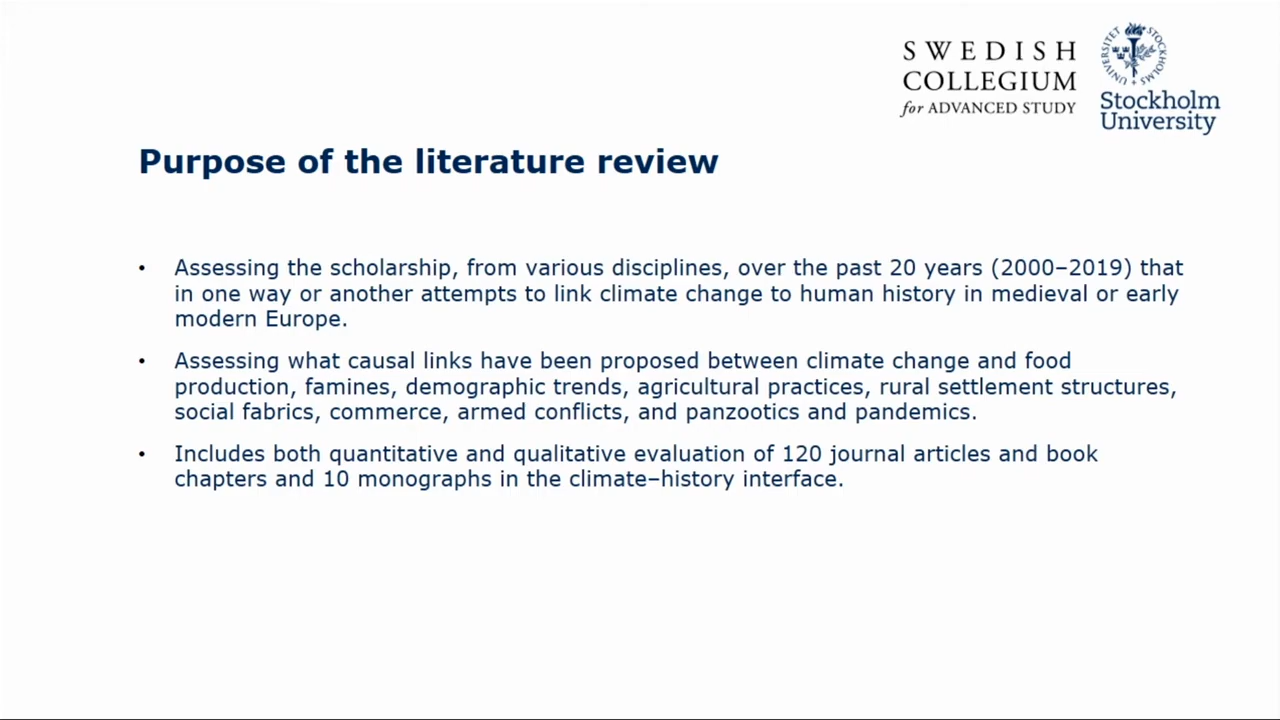 SWEDISH
COLLEGIUM
for ADVANCED STUDY
STOCKHOLMS UNIVERSITET
Stockholm
University
Purpose of the literature review
• Assessing the scholarship, from various disciplines, over the past 20 years (2000–2019) that
in one way or another attempts to link climate change to human history in medieval or early
modern Europe.
• Assessing what causal links have been proposed between climate change and food
production, famines, demographic trends, agricultural practices, rural settlement structures,
social fabrics, commerce, armed conflicts, and panzootics and pandemics.
• Includes both quantitative and qualitative evaluation of 120 journal articles and book
chapters and 10 monographs in the climate–history interface.